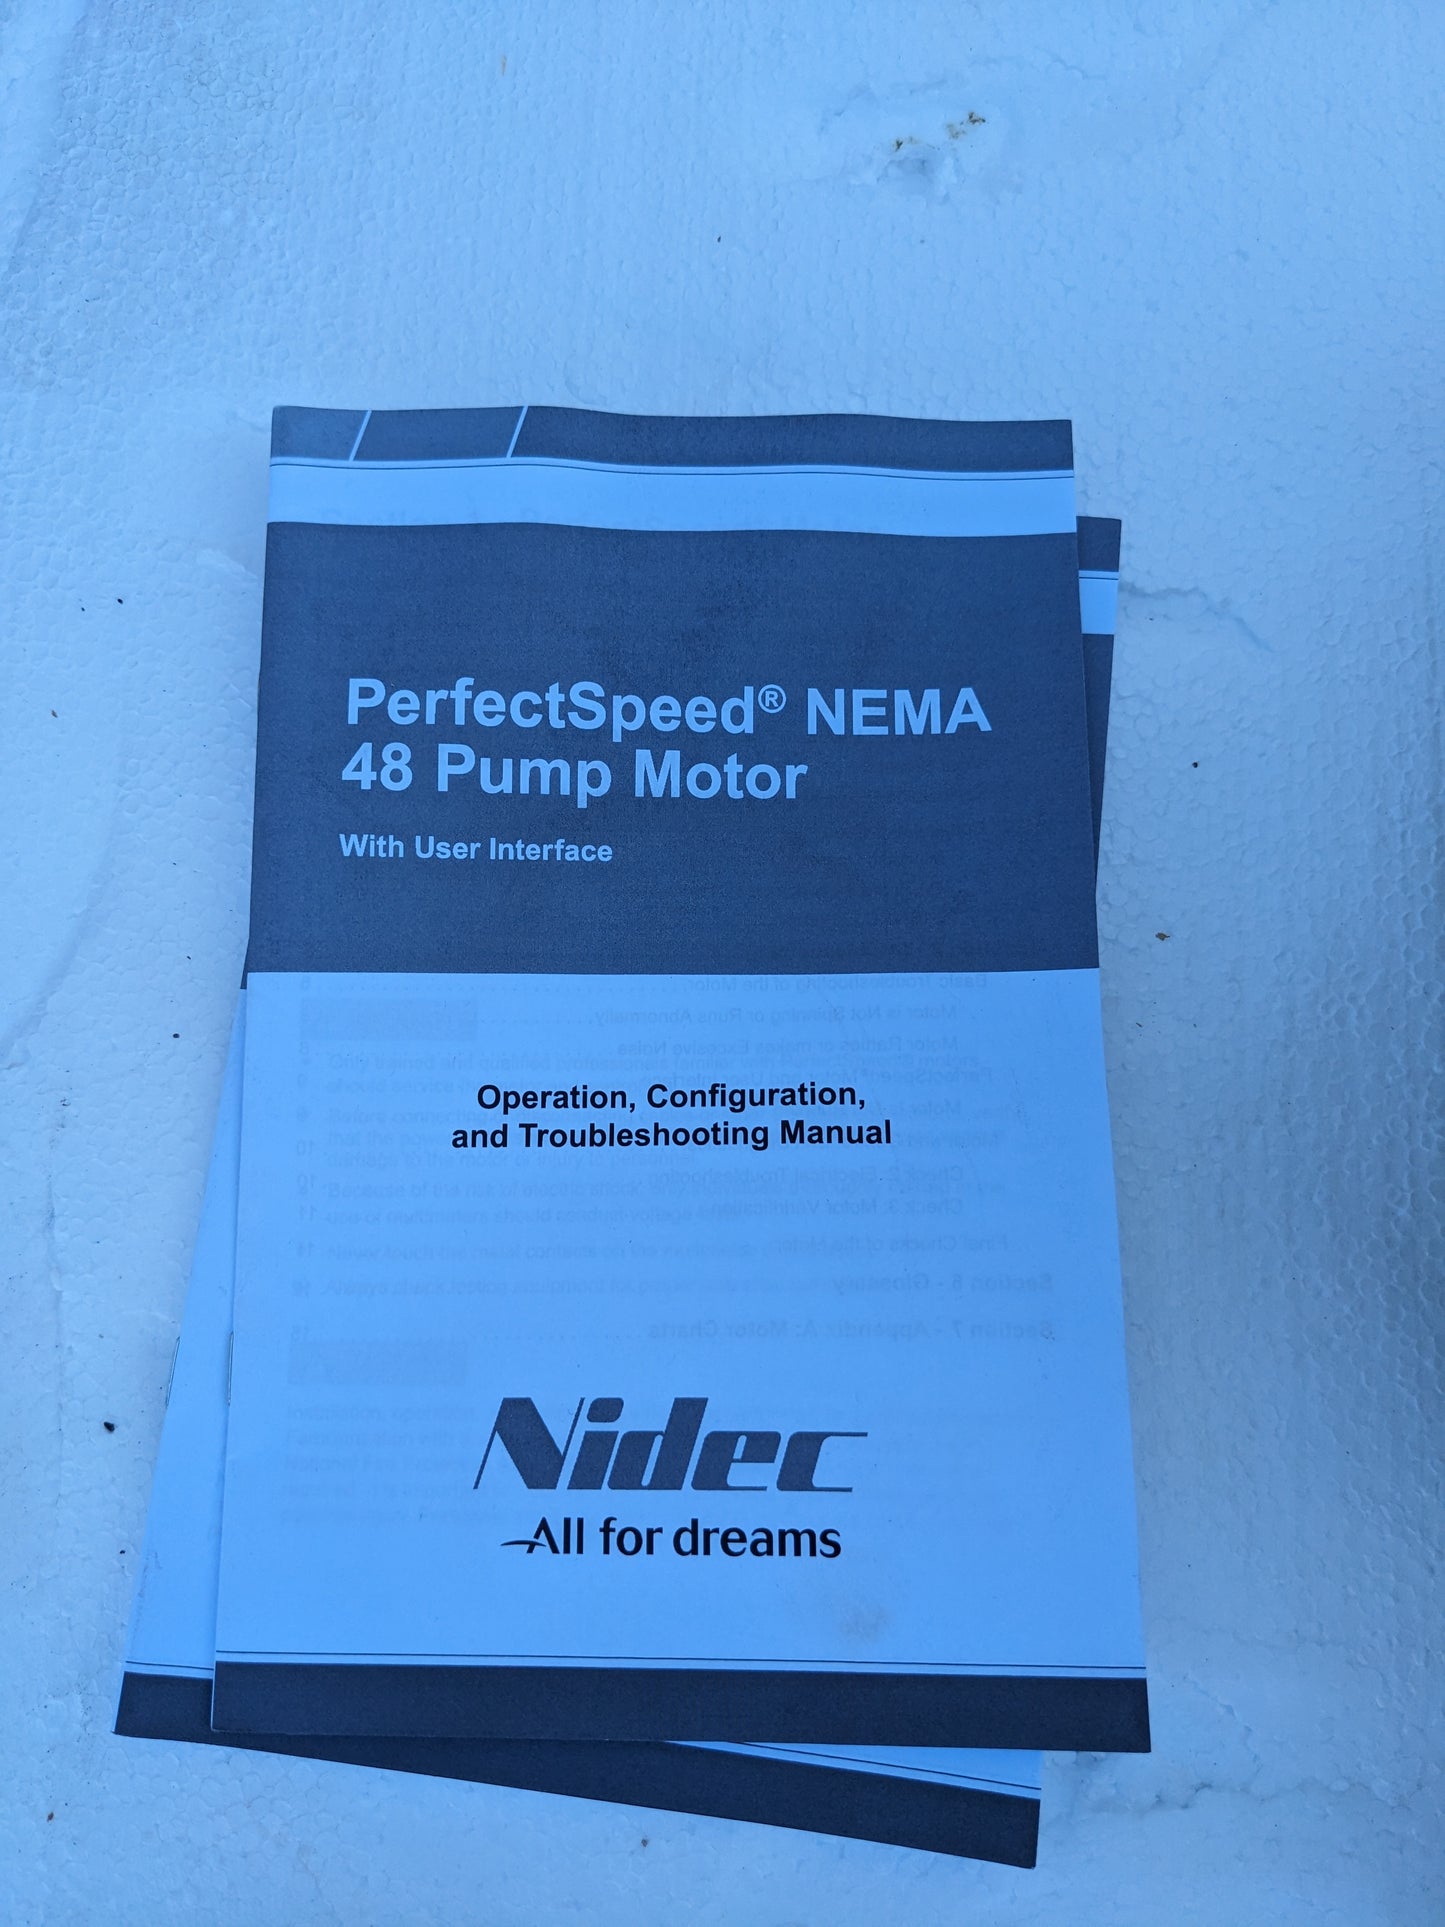 PerfectSpeed® NEMA
48 Pump Motor
With User Interface
Operation, Configuration,
and Troubleshooting Manual
Nidec
All for dreams